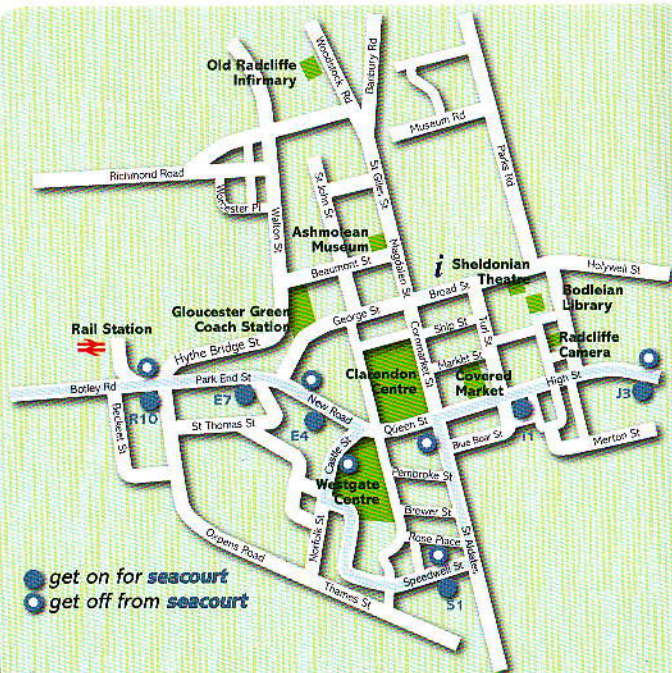 Old Radcliffe
Infirmary
Woodstock Rd
Banbury Rd
Museum Rd
Parks Rd
Richmond Road
Worcester Pl
Walton St
St John St
St Giles St
Ashmolean
Museum
Magdalen St
Beaumont St
i
Sheldonian
Theatre
Holywell St
Broad St
Bodleian
Library
Gloucester Green
Coach Station
George St
Ship St
Turl St
Cornmarket St
Radcliffe
Camera
Rail Station
Hythe Bridge St
Market St
Clarendon
Centre
Covered
Market
High St
Botley Rd
Park End St
New Road
J3
R10
E7
E4
Queen St
I1
Becket St
St Thomas St
Castle St
Blue Boar St
Merton St
Westgate
Centre
Pembroke St
Brewer St
Norfolk St
Rose Place
St Aldates
Oxpens Road
Speedwell St
Thames St
S1
get on for seacourt
get off from seacourt